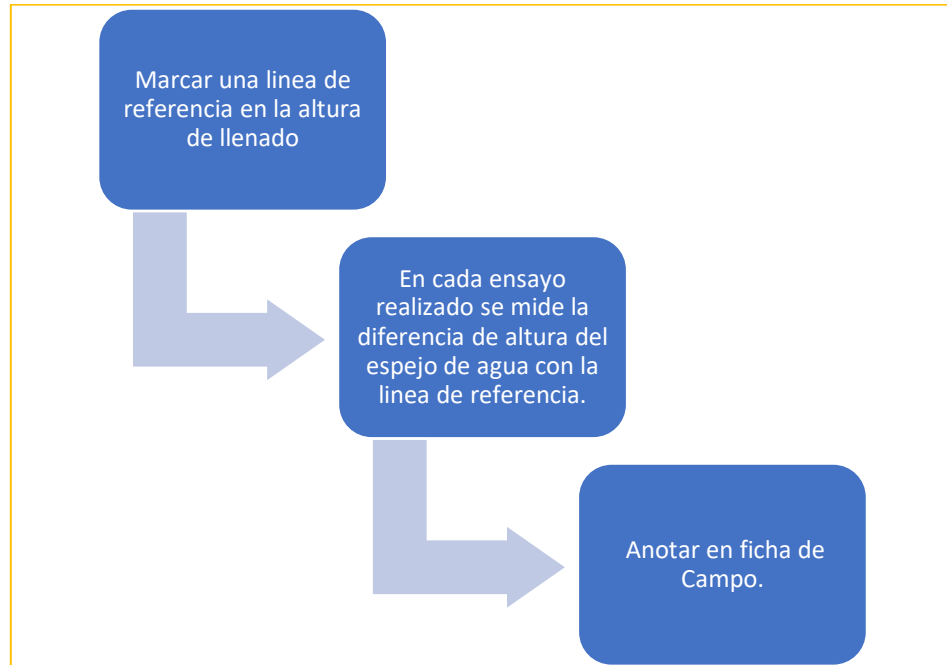 Marcar una linea de
referencia en la altura
de llenado
En cada ensayo
realizado se mide la
diferencia de altura del
espejo de agua con la
linea de referencia.
Anotar en ficha de
Campo.